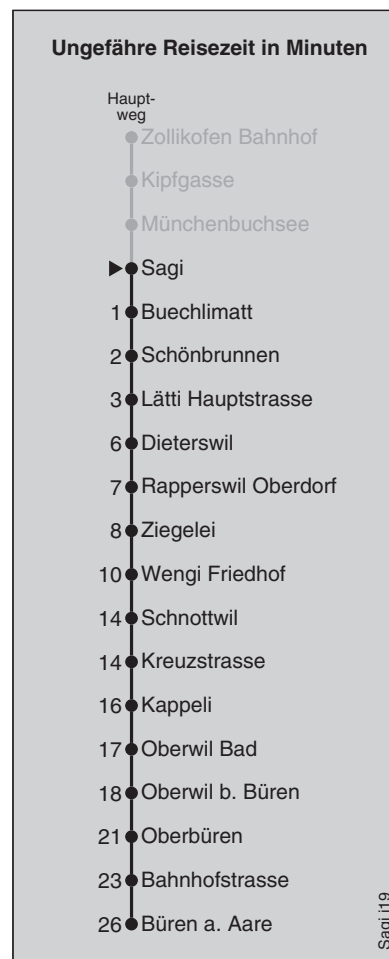 Ungefähre Reisezeit in Minuten
Haupt-
weg
Zollikofen Bahnhof
Kipfgasse
Münchenbuchsee
Sagi
1 Buechlimatt
2 Schönbrunnen
3 Lätti Hauptstrasse
6 Dieterswil
7 Rapperswil Oberdorf
8 Ziegelei
10 Wengi Friedhof
14 Schnottwil
14 Kreuzstrasse
16 Kappeli
17 Oberwil Bad
18 Oberwil b. Büren
21 Oberbüren
23 Bahnhofstrasse
26 Büren a. Aare
Sagi j19